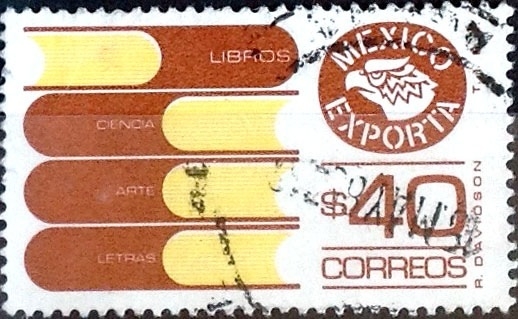 LIBROS
CIENCIA
ARTE
LETRAS
MEXICO
EXPORTA
$40
CORREOS
R. DAVIDSON